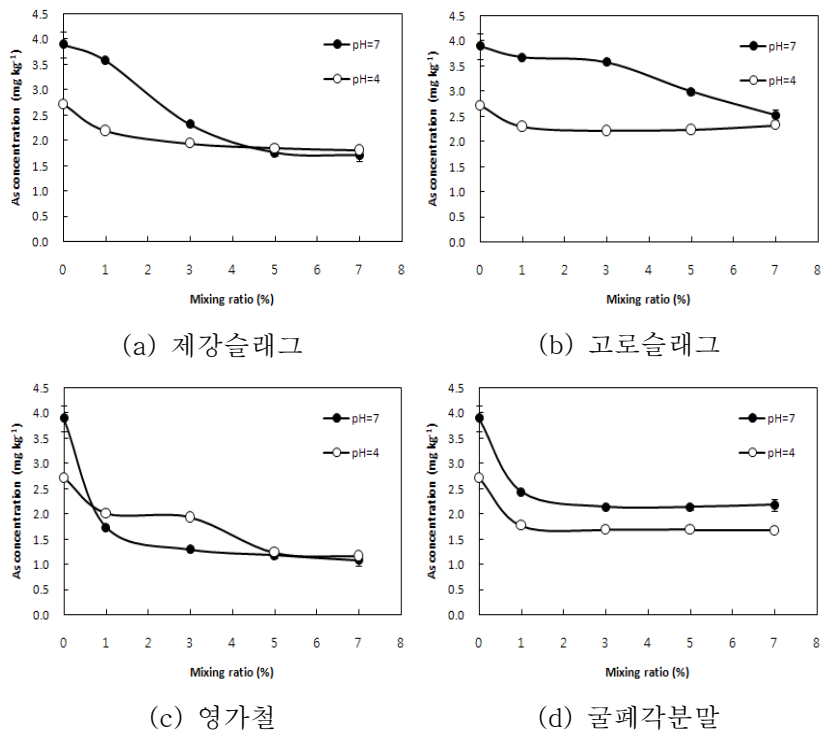 4.5
4.0
3.5
3.0
2.5
2.0
1.5
1.0
0.5
0.0
As concentration (mg kg-1)
pH=7
pH=4
0 1 2 3 4 5 6 7 8
Mixing ratio (%)
(a) 제강슬래그
4.5
4.0
3.5
3.0
2.5
2.0
1.5
1.0
0.5
0.0
As concentration (mg kg-1)
pH=7
pH=4
0 1 2 3 4 5 6 7 8
Mixing ratio (%)
(b) 고로슬래그
4.5
4.0
3.5
3.0
2.5
2.0
1.5
1.0
0.5
0.0
As concentration (mg kg-1)
pH=7
pH=4
0 1 2 3 4 5 6 7 8
Mixing ratio (%)
(c) 영가철
4.5
4.0
3.5
3.0
2.5
2.0
1.5
1.0
0.5
0.0
As concentration (mg kg-1)
pH=7
pH=4
0 1 2 3 4 5 6 7 8
Mixing ratio (%)
(d) 굴폐각분말